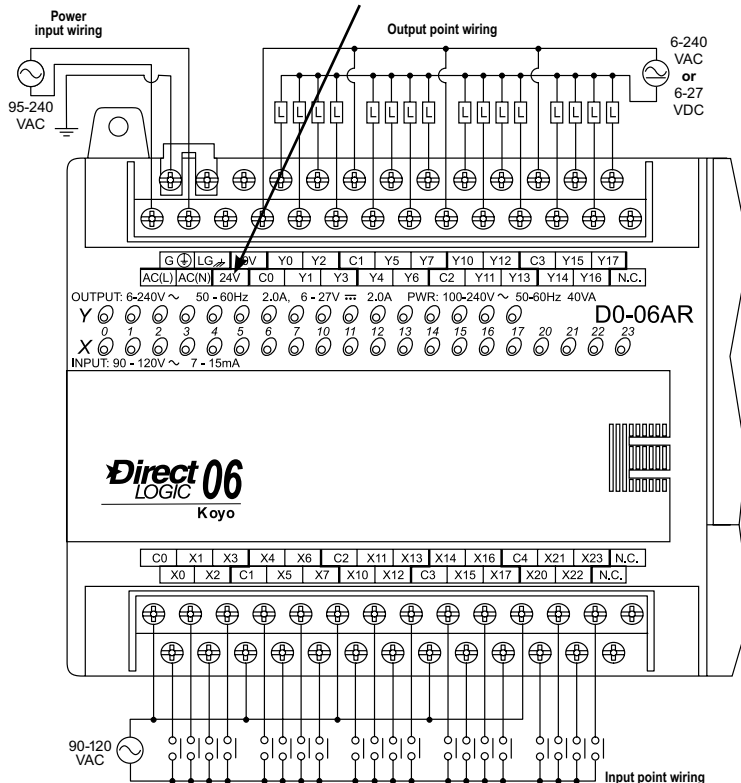 Power
input wiring
Output point wiring
6-240
VAC
or
6-27
VDC
95-240
VAC
L L L L L L L L L L L L L L L L
G LG 0V Y0 Y2 C1 Y5 Y7 Y10 Y12 C3 Y15 Y17
AC(L) AC(N) 24V C0 Y1 Y3 Y4 Y6 C2 Y11 Y13 Y14 Y16 N.C.
OUTPUT: 6-240V ~ 50 - 60Hz 2.0A, 6 - 27V ⎓ 2.0A PWR: 100-240V ~ 50-60Hz 40VA
Y
D0-06AR
0 1 2 3 4 5 6 7 10 11 12 13 14 15 16 17 20 21 22 23
X
INPUT: 90 - 120V ~ 7 - 15mA
Direct
LOGIC 06
Koyo
C0 X1 X3 X4 X6 C2 X11 X13 X14 X16 C4 X21 X23 N.C.
X0 X2 C1 X5 X7 X10 X12 C3 X15 X17 X20 X22 N.C.
90-120
VAC
Input point wiring